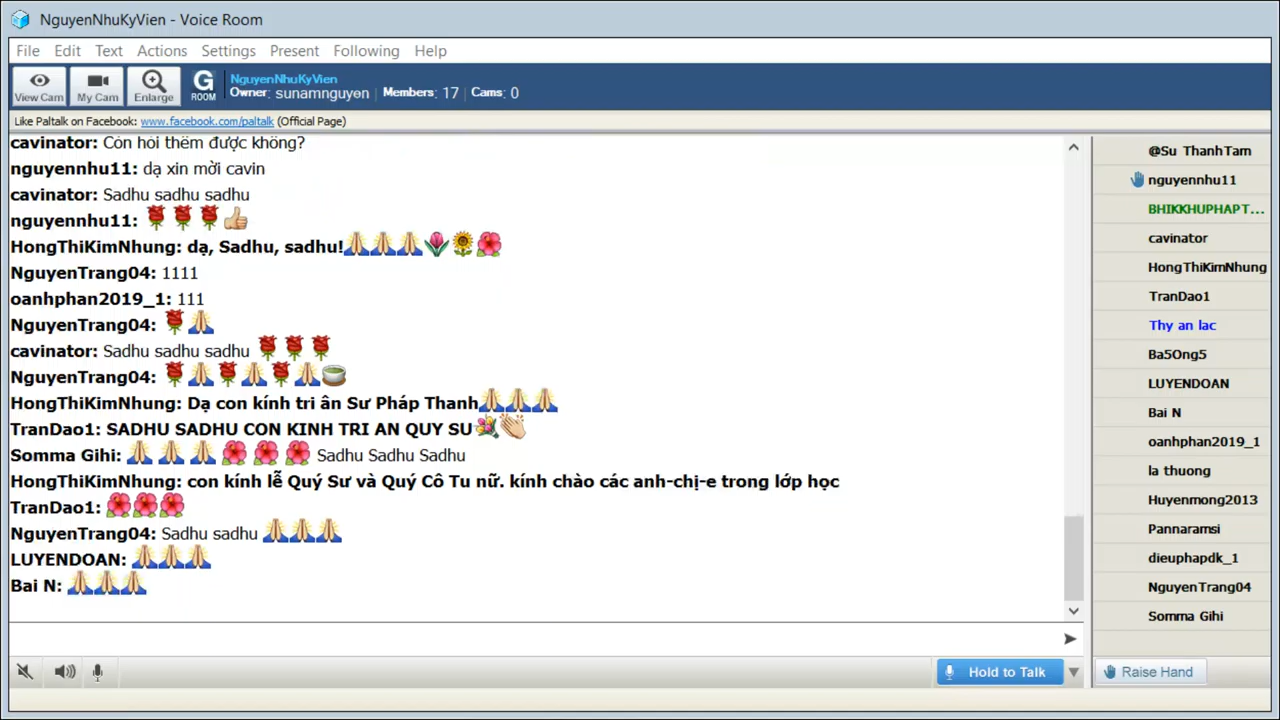 NguyenNhuKyVien - Voice Room
File Edit Text Actions Settings Present Following Help
View Cam My Cam Enlarge G ROOM NguyenNhuKyVien
Owner: sunamnguyen Members: 17 Cams: 0
Like Paltalk on Facebook: www.facebook.com/paltalk (Official Page)
cavinator: Còn hỏi thêm được không?
nguyennhu11: dạ xin mời cavin
cavinator: Sadhu sadhu sadhu
nguyennhu11: 🌹🌹🌹👍
HongThiKimNhung: dạ, Sadhu, sadhu!🙏🙏🙏🌷🌻🌺
NguyenTrang04: 1111
oanhphan2019_1: 111
NguyenTrang04: 🌹🙏
cavinator: Sadhu sadhu sadhu 🌹🌹🌹
NguyenTrang04: 🌹🙏🌹🙏🌹🙏🍵
HongThiKimNhung: Dạ con kính tri ân Sư Pháp Thanh🙏🙏🙏
TranDao1: SADHU SADHU CON KINH TRI AN QUY SU💐👏
Somma Gihi: 🙏🙏🙏🌺🌺🌺 Sadhu Sadhu Sadhu
HongThiKimNhung: con kính lễ Quý Sư và Quý Cô Tu nữ. kính chào các anh-chị-e trong lớp học
TranDao1: 🌺🌺🌺
NguyenTrang04: Sadhu sadhu 🙏🙏🙏
LUYENDOAN: 🙏🙏🙏
Bai N: 🙏🙏🙏
Hold to Talk
@Su ThanhTam
nguyennhu11
BHIKKHUPHAPT...
cavinator
HongThiKimNhung
TranDao1
Thy an lac
Ba5Ong5
LUYENDOAN
Bai N
oanhphan2019_1
la thuong
Huyenmong2013
Pannaramsi
dieuphapdk_1
NguyenTrang04
Somma Gihi
Raise Hand